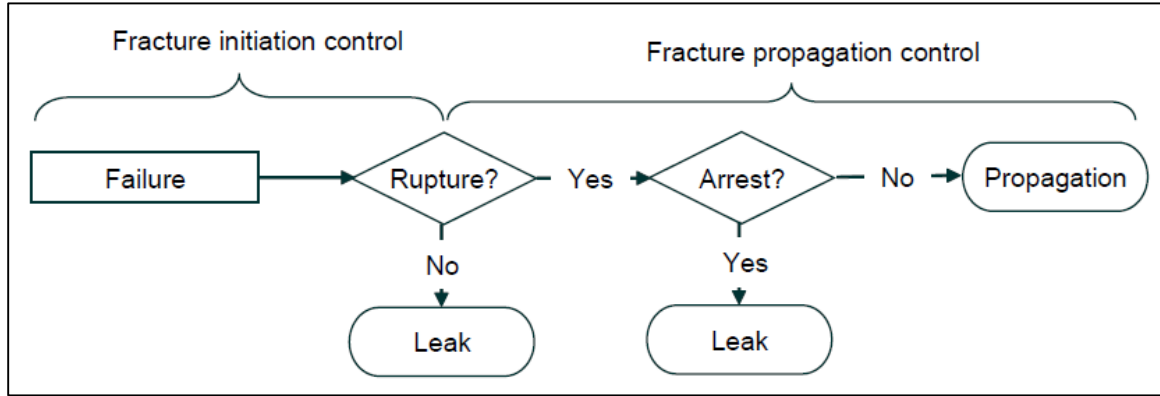 Fracture initiation control
Fracture propagation control
Failure
Rupture?
Yes
Arrest?
No
Propagation
No
Yes
Leak
Leak